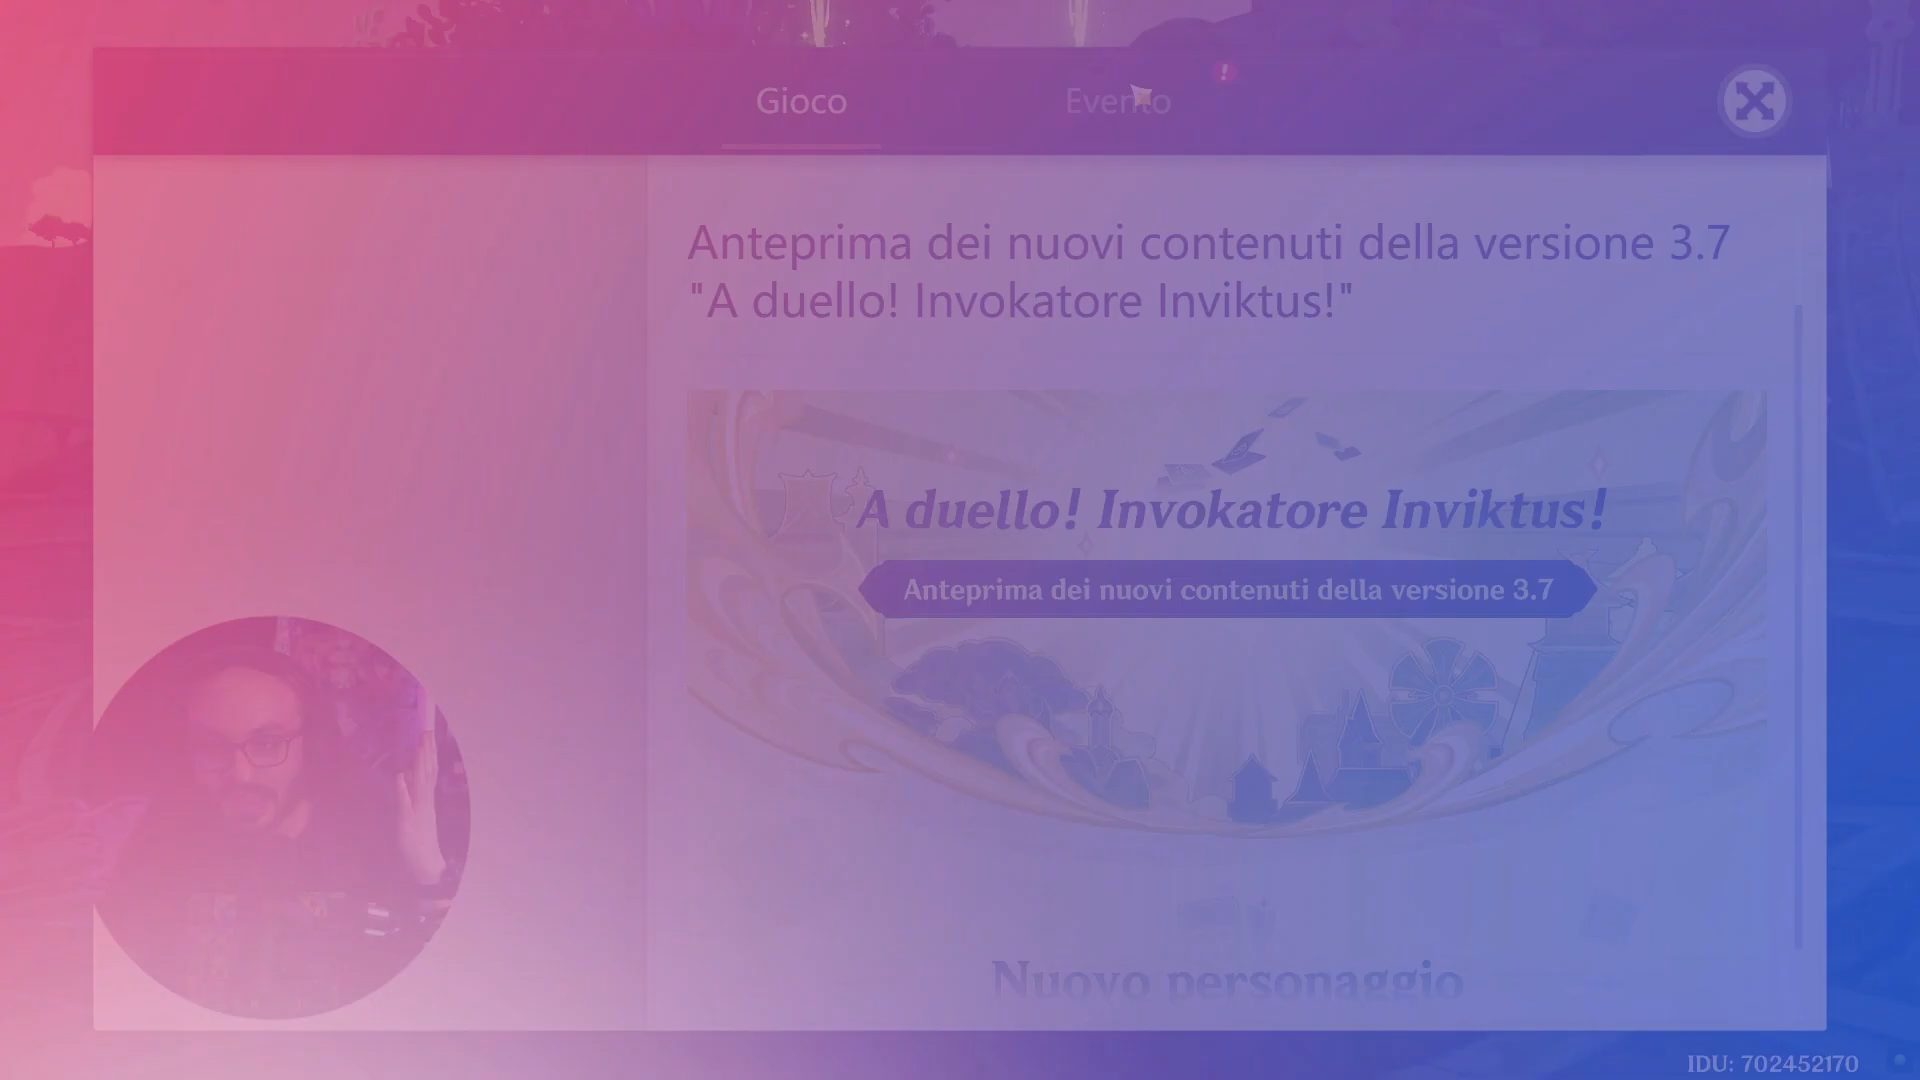 Gioco
Evento
!
Anteprima dei nuovi contenuti della versione 3.7
"A duello! Invokatore Inviktus!"
A duello! Invokatore Inviktus!
Anteprima dei nuovi contenuti della versione 3.7
Nuovo personaggio
IDU: 702452170